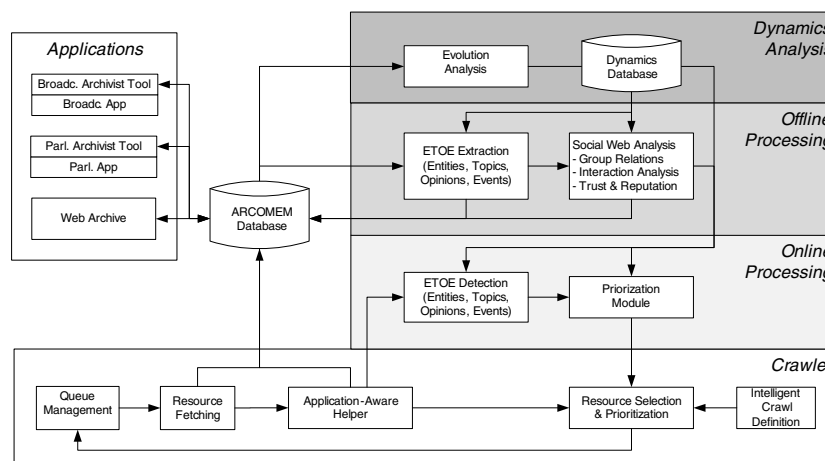 Applications
Broadc. Archivist Tool
Broadc. App
Parl. Archivist Tool
Parl. App
Web Archive
ARCOMEM
Database
Dynamics
Analysis
Evolution
Analysis
Dynamics
Database
Offline
Processing
ETOE Extraction
(Entities, Topics,
Opinions, Events)
Social Web Analysis
- Group Relations
- Interaction Analysis
- Trust & Reputation
Online
Processing
ETOE Detection
(Entities, Topics,
Opinions, Events)
Priorization
Module
Crawle
Queue
Management
Resource
Fetching
Application-Aware
Helper
Resource Selection
& Prioritization
Intelligent
Crawl
Definition